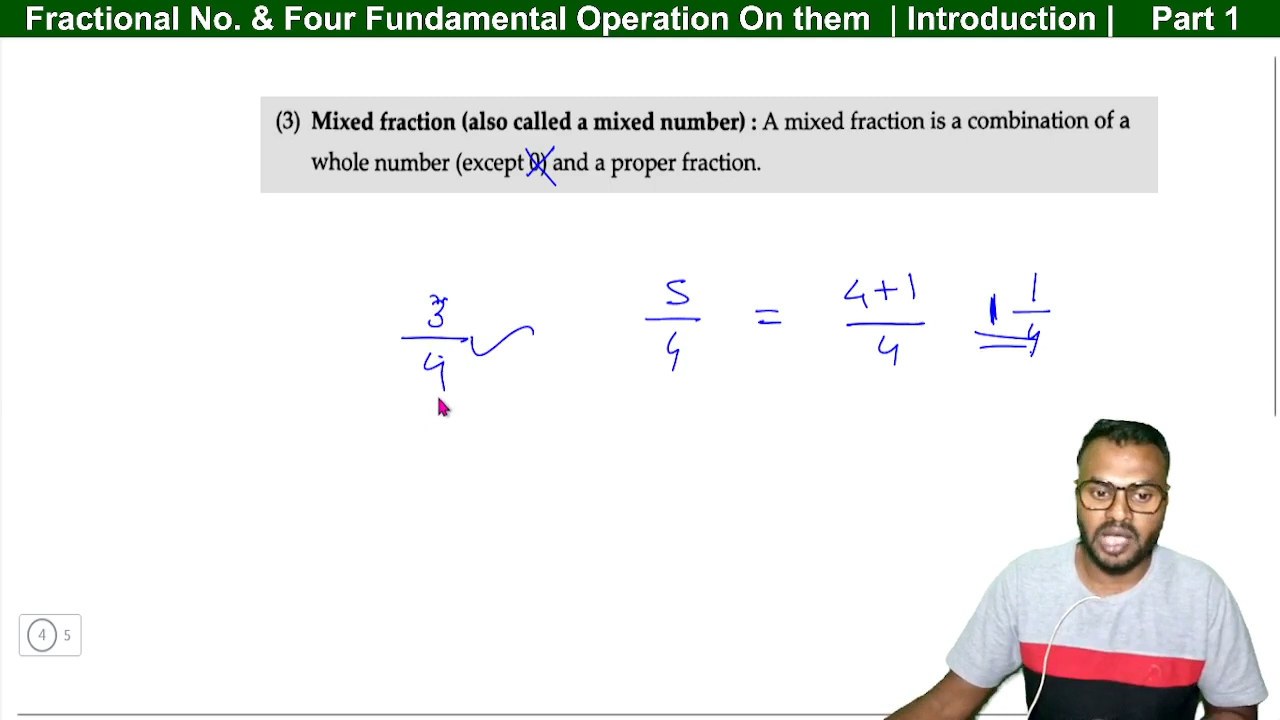 Fractional No. & Four Fundamental Operation On them | Introduction | Part 1
(3) Mixed fraction (also called a mixed number) : A mixed fraction is a combination of a
whole number (except 0) and a proper fraction.
3/4 5/4 = 4+1/4 1 1/4
4 5